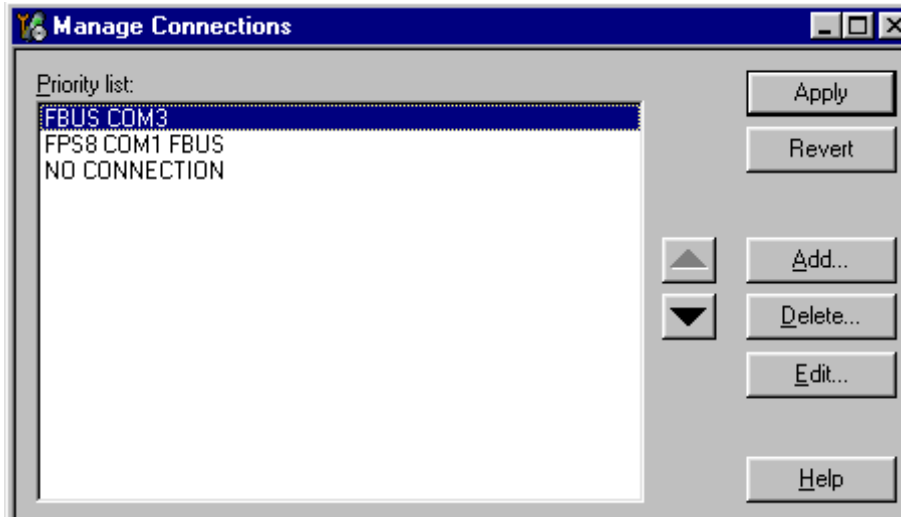 Manage Connections
Priority list:
FBUS COM3
FPS8 COM1 FBUS
NO CONNECTION
Apply
Revert
Add...
Delete...
Edit...
Help